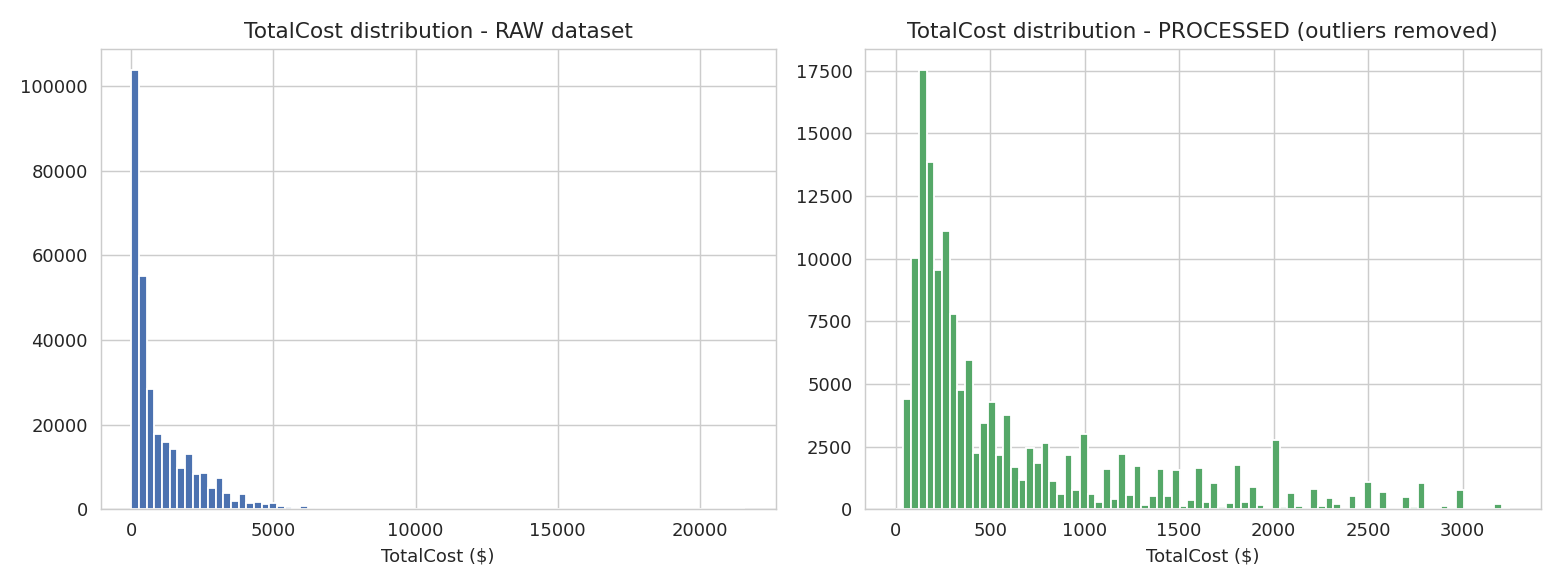 TotalCost distribution - RAW dataset
100000
80000
60000
40000
20000
0
0 5000 10000 15000 20000
TotalCost ($)
TotalCost distribution - PROCESSED (outliers removed)
17500
15000
12500
10000
7500
5000
2500
0
0 500 1000 1500 2000 2500 3000
TotalCost ($)